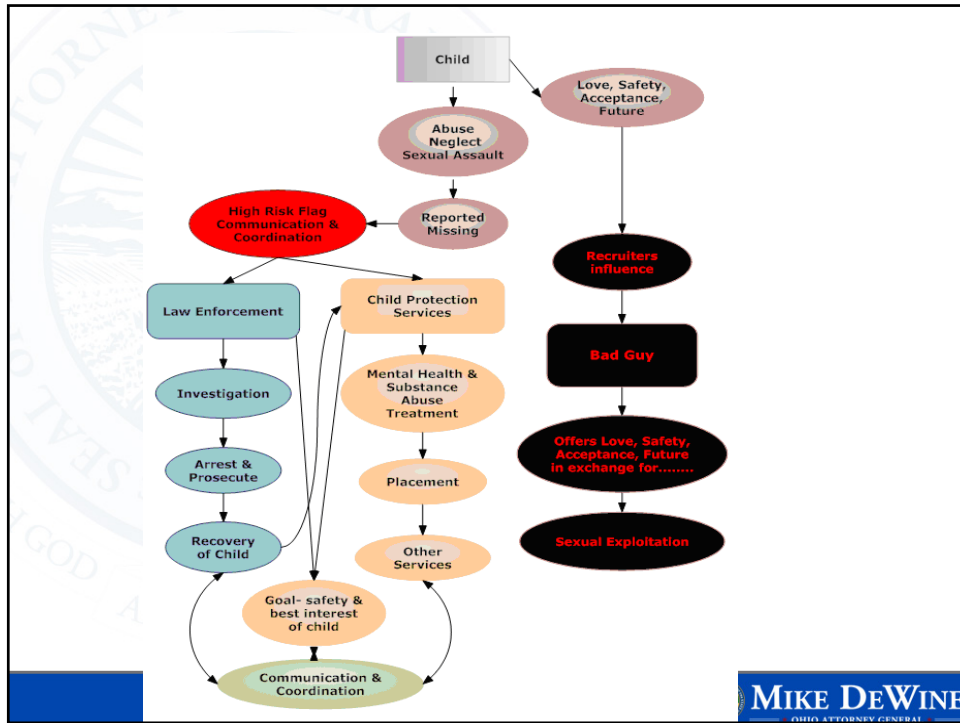 Child
Love, Safety,
Acceptance,
Future
Abuse
Neglect
Sexual Assault
High Risk Flag
Communication &
Coordination
Reported
Missing
Recruiters
influence
Law Enforcement
Child Protection
Services
Bad Guy
Investigation
Mental Health &
Substance
Abuse
Treatment
Offers Love, Safety,
Acceptance, Future
in exchange for........
Arrest &
Prosecute
Placement
Recovery
of Child
Other
Services
Sexual Exploitation
Goal- safety &
best interest
of child
Communication &
Coordination
MIKE DEWINE
OHIO ATTORNEY GENERAL
SEAL
GOD